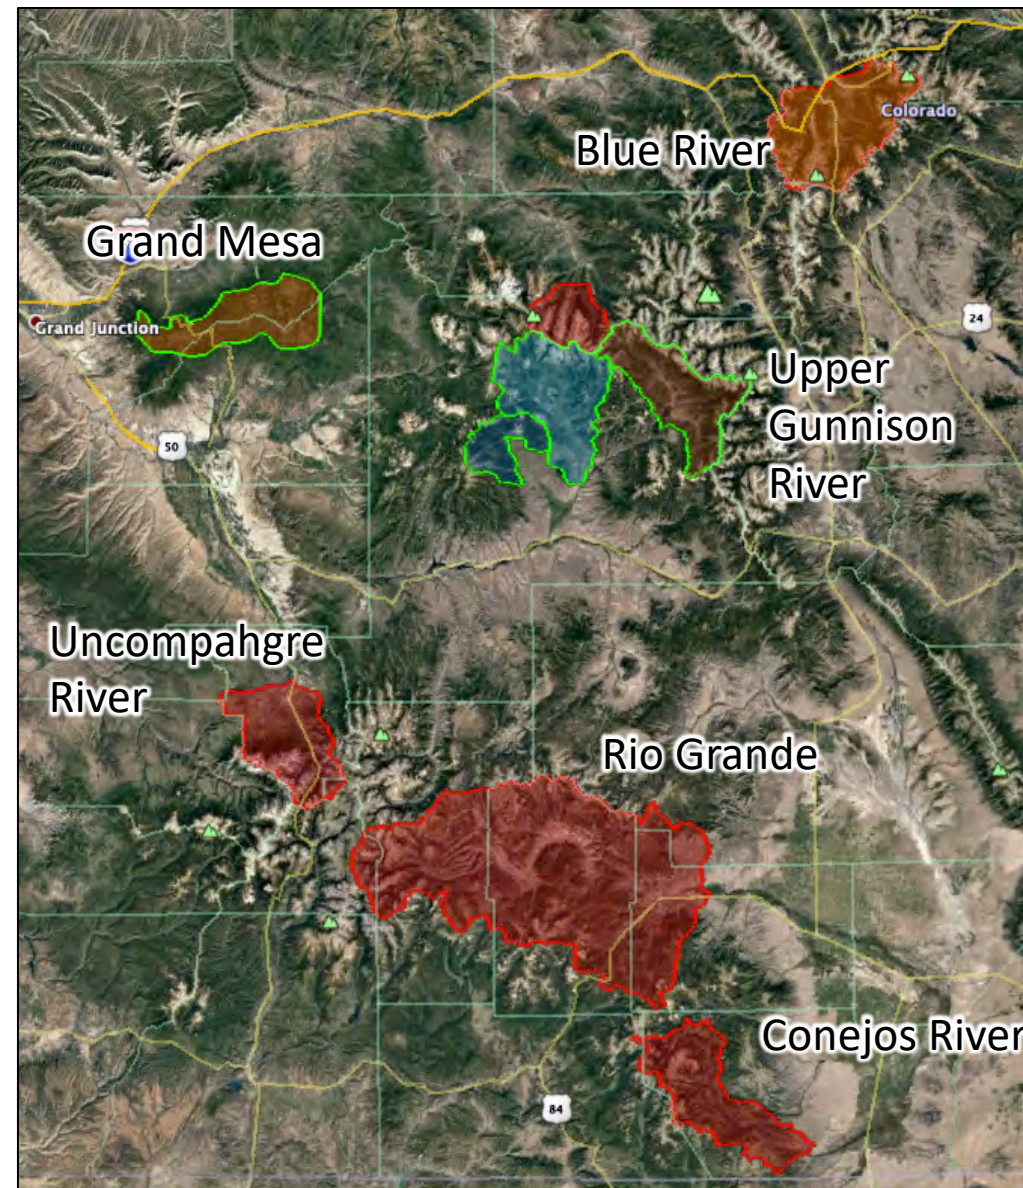 Colorado
Blue River
Grand Mesa
Grand Junction
24
Upper
Gunnison
River
50
Uncompahgre
River
Rio Grande
Conejos River
84